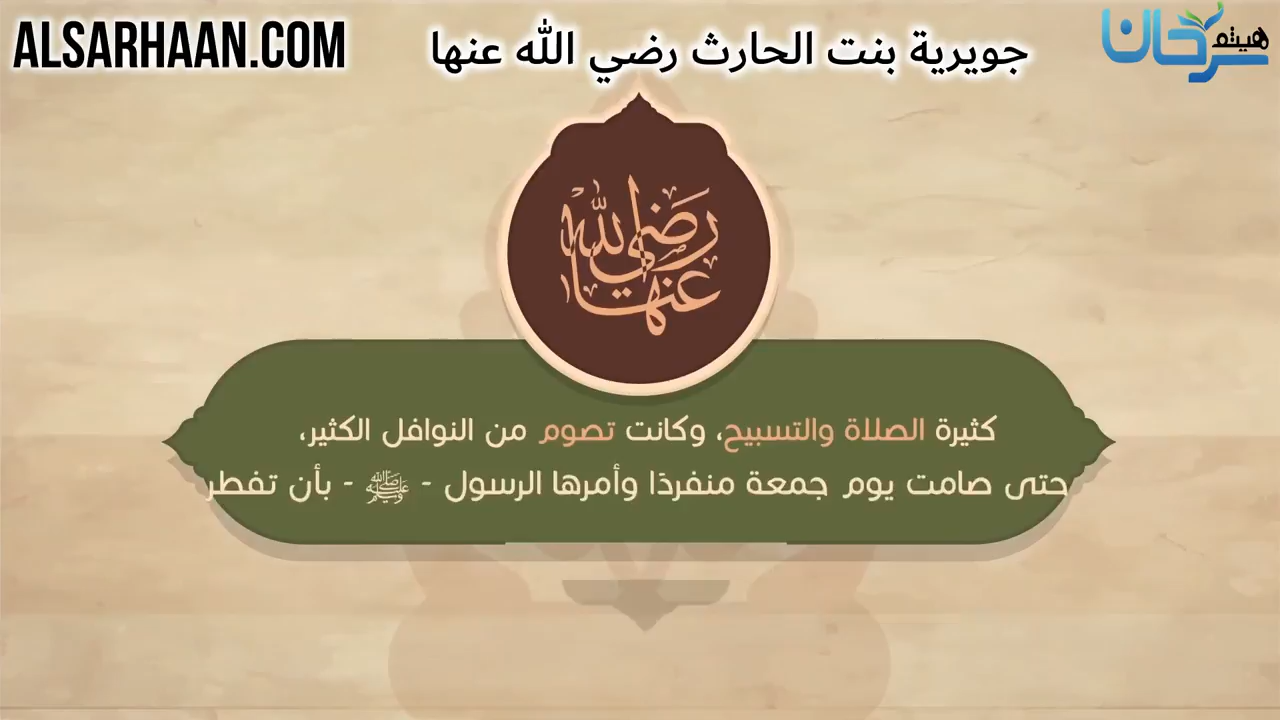 ALSARHAAN.COM
جويرية بنت الحارث رضي الله عنها
هيثم سرحان
رضي الله عنها
كثيرة الصلاة والتسبيح، وكانت تصوم من النوافل الكثير،
حتى صامت يوم جمعة منفردًا وأمرها الرسول - ﷺ - بأن تفطر